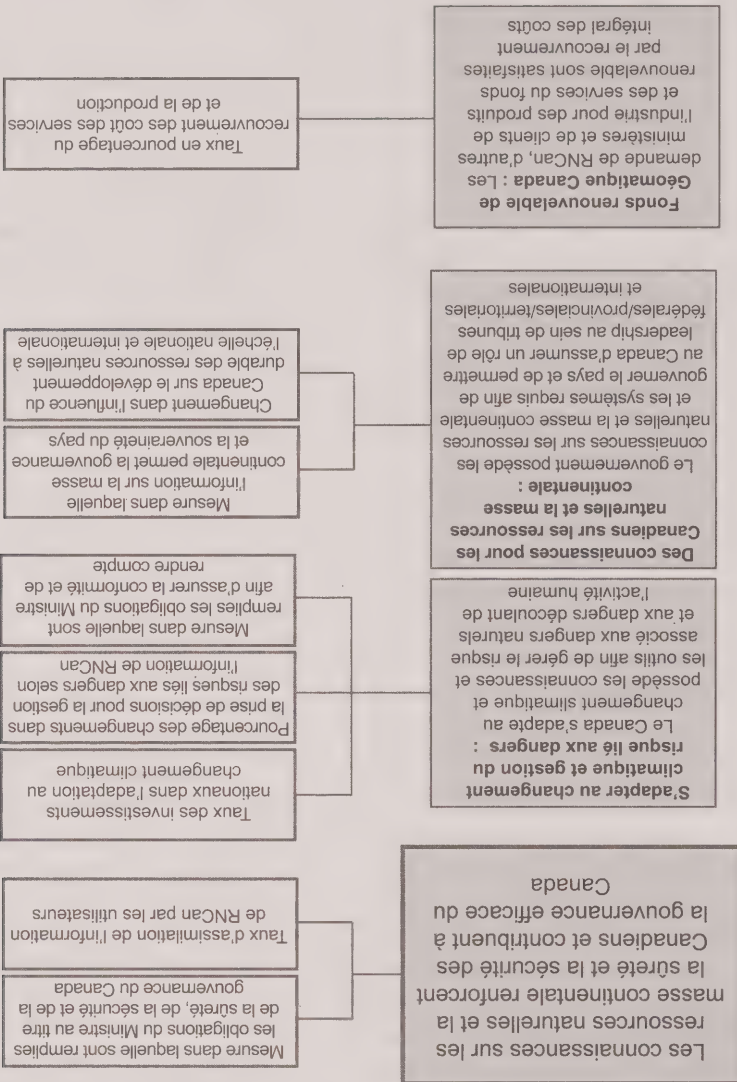 Les connaissances sur les
ressources naturelles et la
masse continentale renforcent
la sûreté et la sécurité des
Canadiens et contribuent à
la gouvernance efficace du
Canada
Mesure dans laquelle sont remplies
les obligations du Ministre au titre
de la sûreté, de la sécurité et de la
gouvernance du Canada
Taux d'assimilation de l'information
de RNCan par les utilisateurs
S'adapter au changement
climatique et gestion du
risque lié aux dangers :
Le Canada s'adapte au
changement slimatique et
possède les connaissances et
les outils afin de gérer le risque
associé aux dangers naturels
et aux dangers découlant de
l'activité humaine
Taux des investissements
nationaux dans l'adaptation au
changement climatique
Pourcentage des changements dans
la prise de décisions pour la gestion
des risques liés aux dangers selon
l'information de RNCan
Mesure dans laquelle sont
remplies les obligations du Ministre
afin d'assurer la conformité et de
rendre compte
Des connaissances pour les
Canadiens sur les ressources
naturelles et la masse
continentale :
Le gouvernement possède les
connaissances sur les ressources
naturelles et la masse continentale
et les systèmes requis afin de
gouverner le pays et de permettre
au Canada d'assumer un rôle de
leadership au sein de tribunes
fédérales/provinciales/territoriales
et internationales
Mesure dans laquelle
l'information sur la masse
continentale permet la gouvernance
et la souveraineté du pays
Changement dans l'influence du
Canada sur le développement
durable des ressources naturelles à
l'échelle nationale et internationale
Fonds renouvelable de
Géomatique Canada : Les
demande de RNCan, d'autres
ministères et de clients de
l'industrie pour des produits
et des services du fonds
renouvelable sont satisfaites
par le recouvrement
intégral des coûts
Taux en pourcentage du
recouvrement des coût des services
et de la production